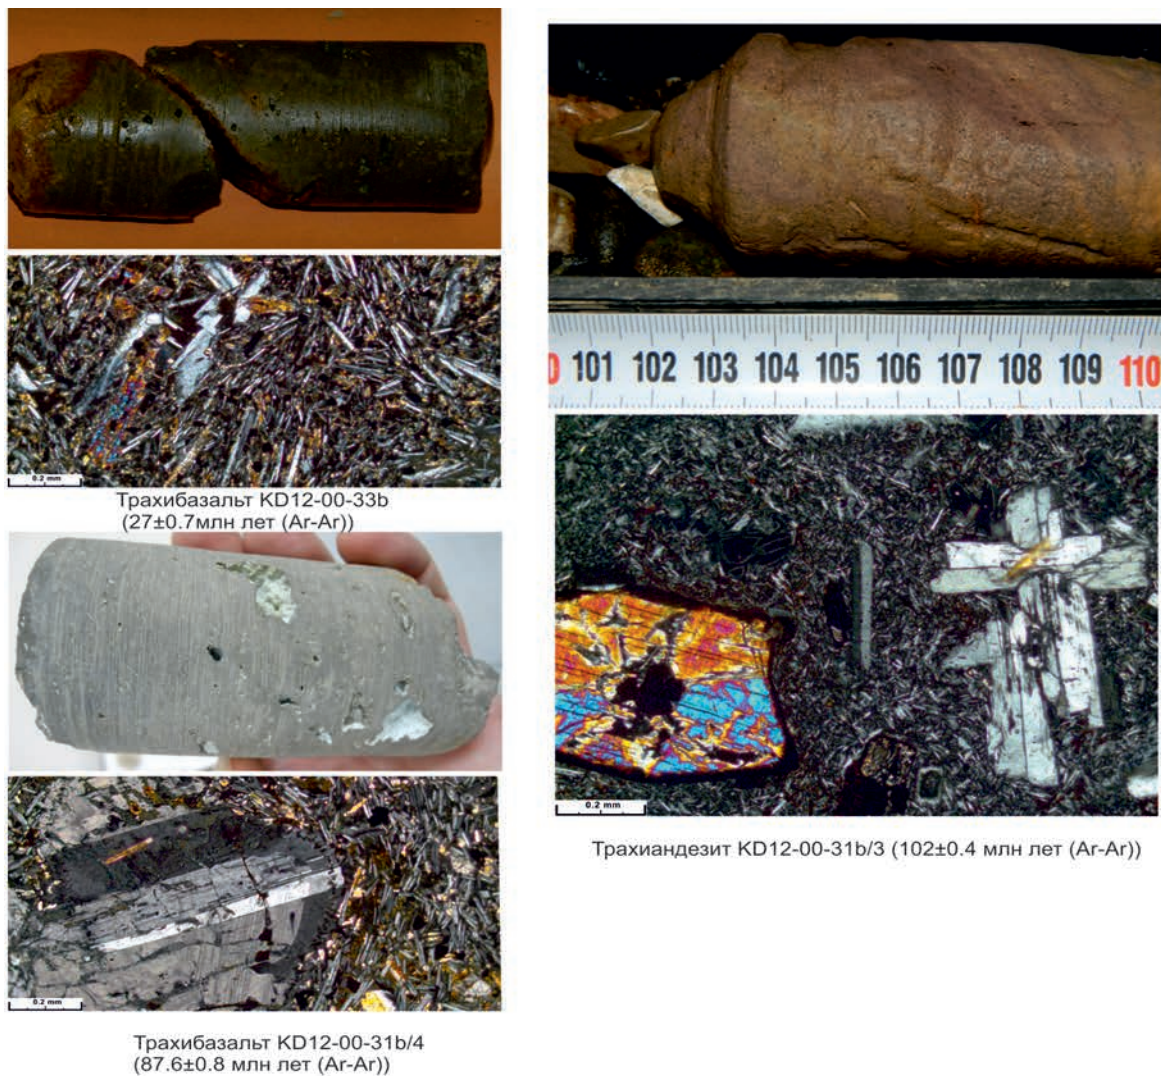 0.2 mm
Трахибазальт KD12-00-33b
(27±0.7млн лет (Ar-Ar))
0.2 mm
Трахибазальт KD12-00-31b/4
(87.6±0.8 млн лет (Ar-Ar))
0 101 102 103 104 105 106 107 108 109 110
0.2 mm
Трахиандезит KD12-00-31b/3 (102±0.4 млн лет (Ar-Ar))